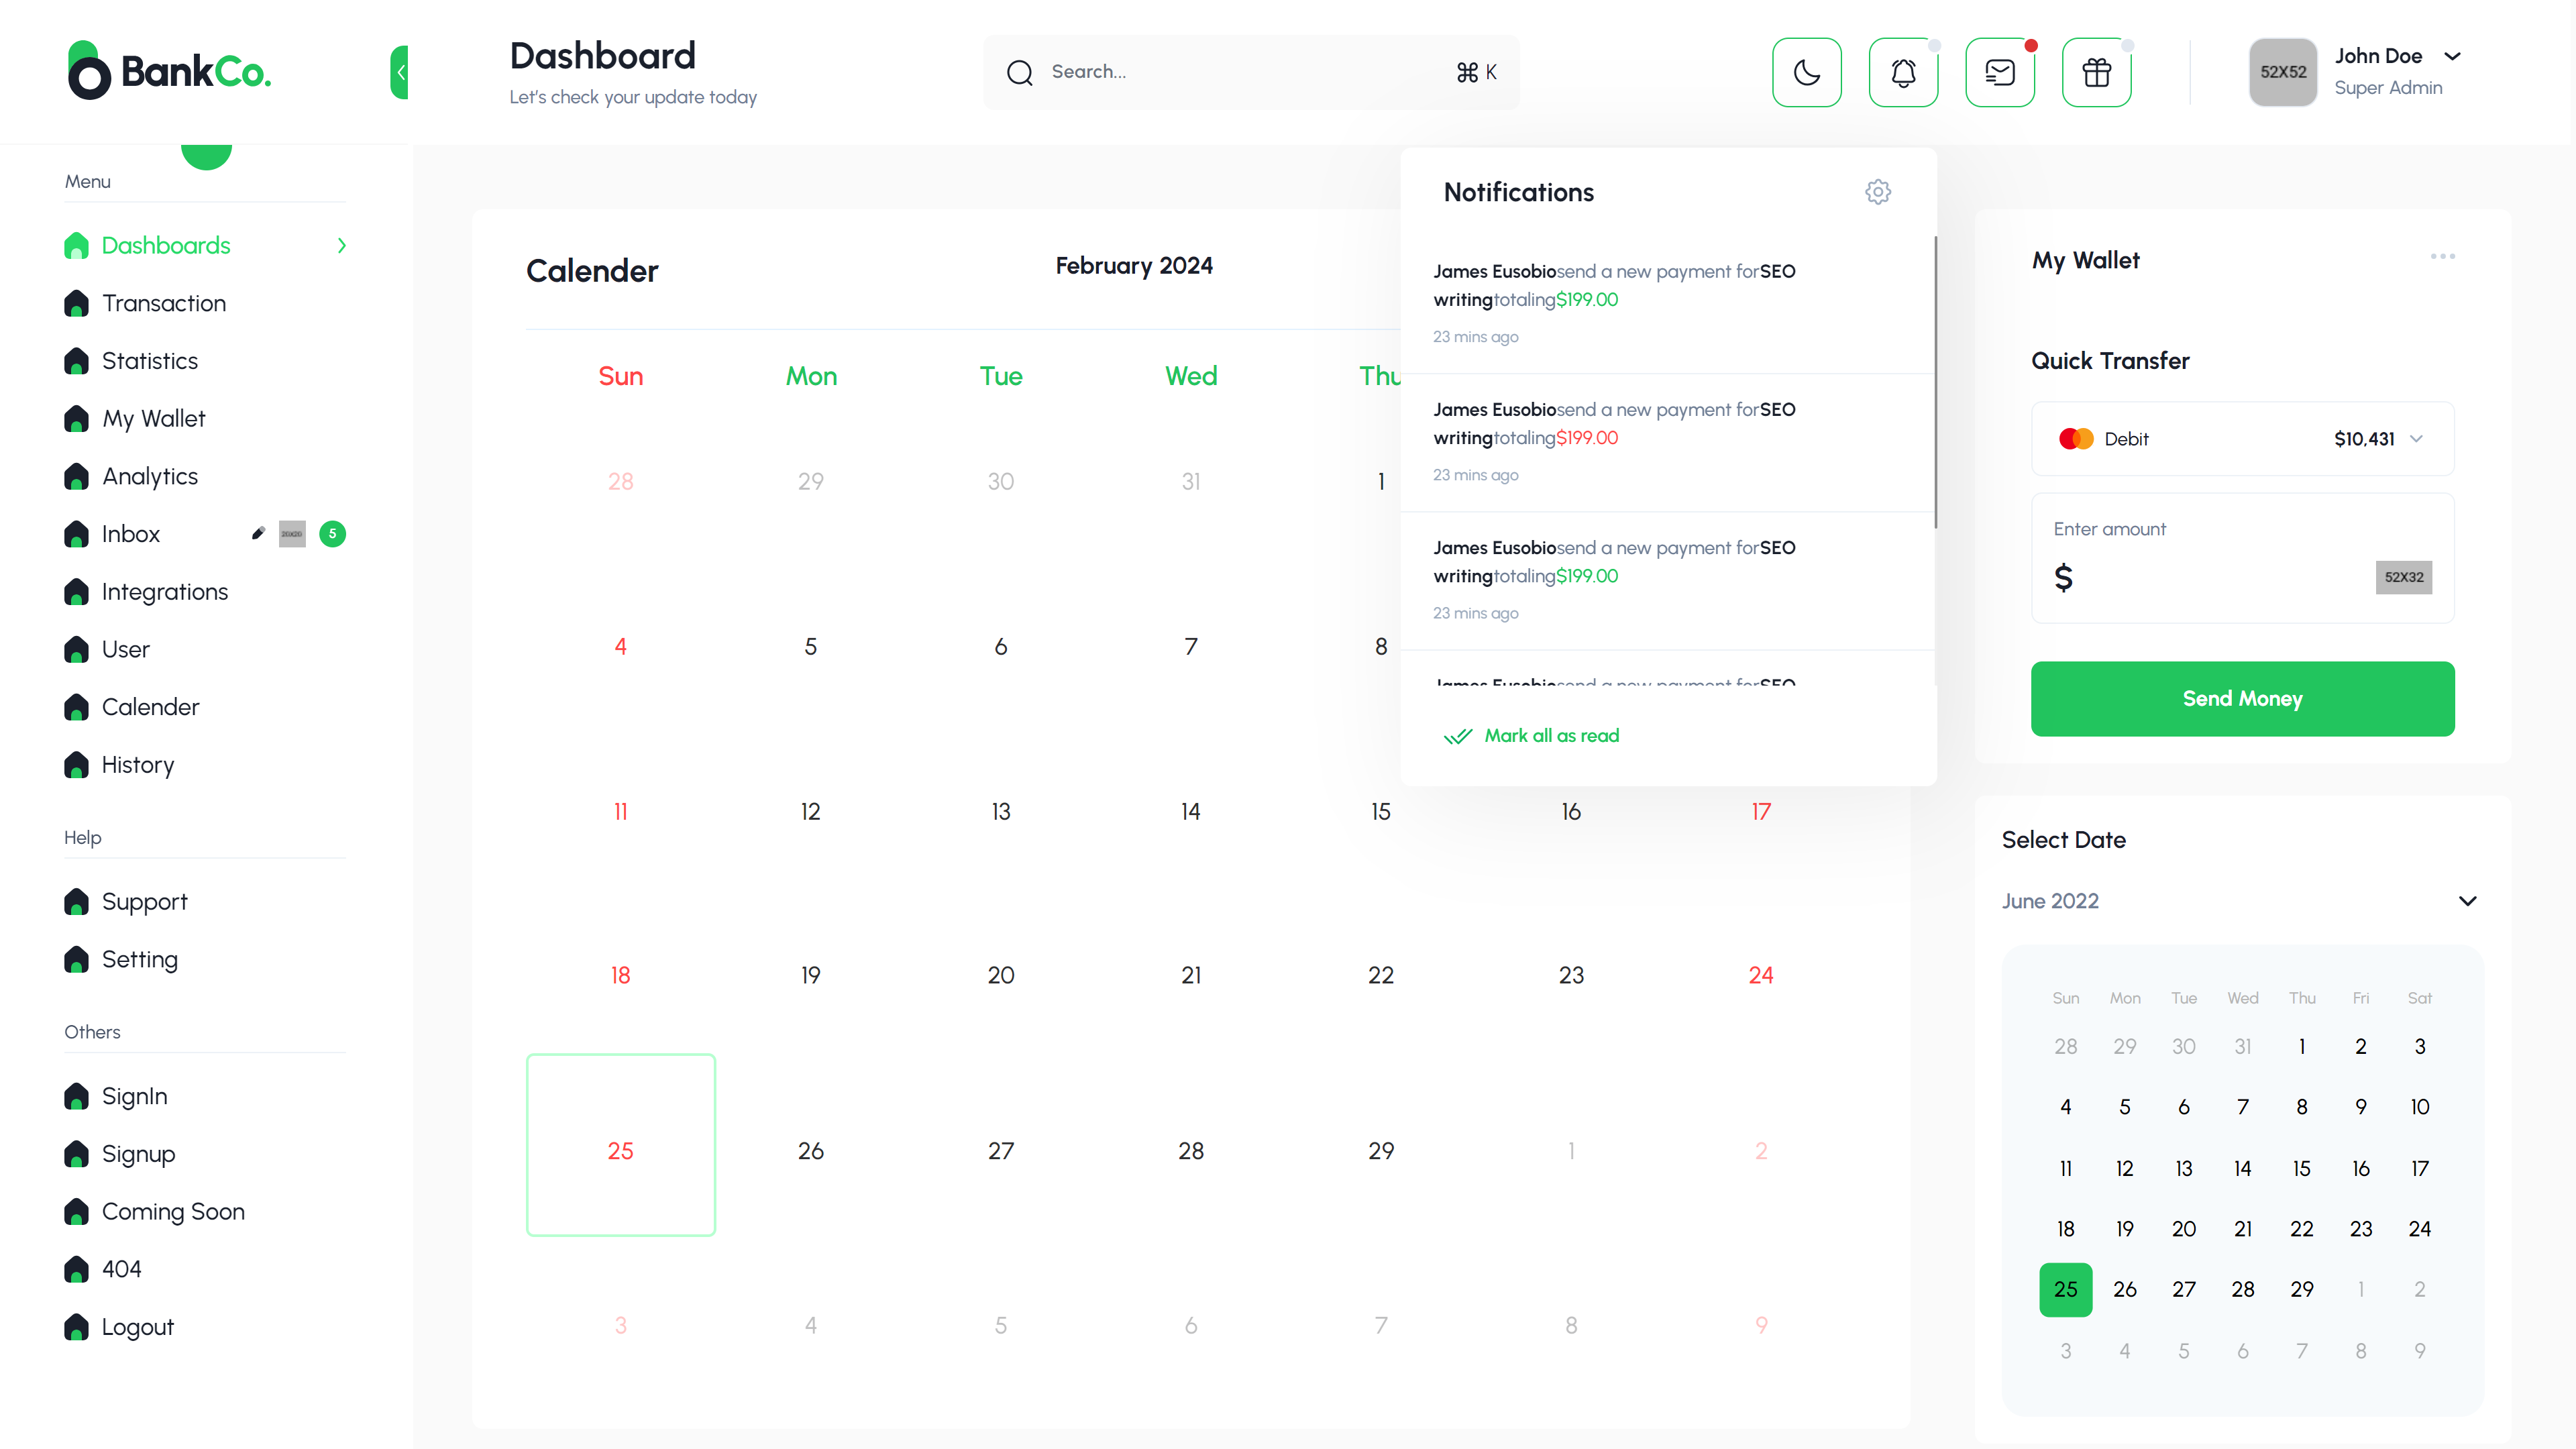 BankCo.
Dashboard
Let's check your update today
Search...
⌘ K
52X52
John Doe
Super Admin
Menu
Dashboards
Transaction
Statistics
My Wallet
Analytics
Inbox 20X20 5
Integrations
User
Calender
History
Help
Support
Setting
Others
SignIn
Signup
Coming Soon
404
Logout
Calender
February 2024
Sun Mon Tue Wed Thu
28 29 30 31 1
4 5 6 7 8
11 12 13 14 15 16 17
18 19 20 21 22 23 24
25 26 27 28 29 1 2
3 4 5 6 7 8 9
Notifications
James Eusobiosend a new payment forSEO
writingtotaling$199.00
23 mins ago
James Eusobiosend a new payment forSEO
writingtotaling$199.00
23 mins ago
James Eusobiosend a new payment forSEO
writingtotaling$199.00
23 mins ago
James Eusobiosend a new payment forSEO
Mark all as read
My Wallet
Quick Transfer
Debit $10,431
Enter amount
$ 52X32
Send Money
Select Date
June 2022
Sun Mon Tue Wed Thu Fri Sat
28 29 30 31 1 2 3
4 5 6 7 8 9 10
11 12 13 14 15 16 17
18 19 20 21 22 23 24
25 26 27 28 29 1 2
3 4 5 6 7 8 9